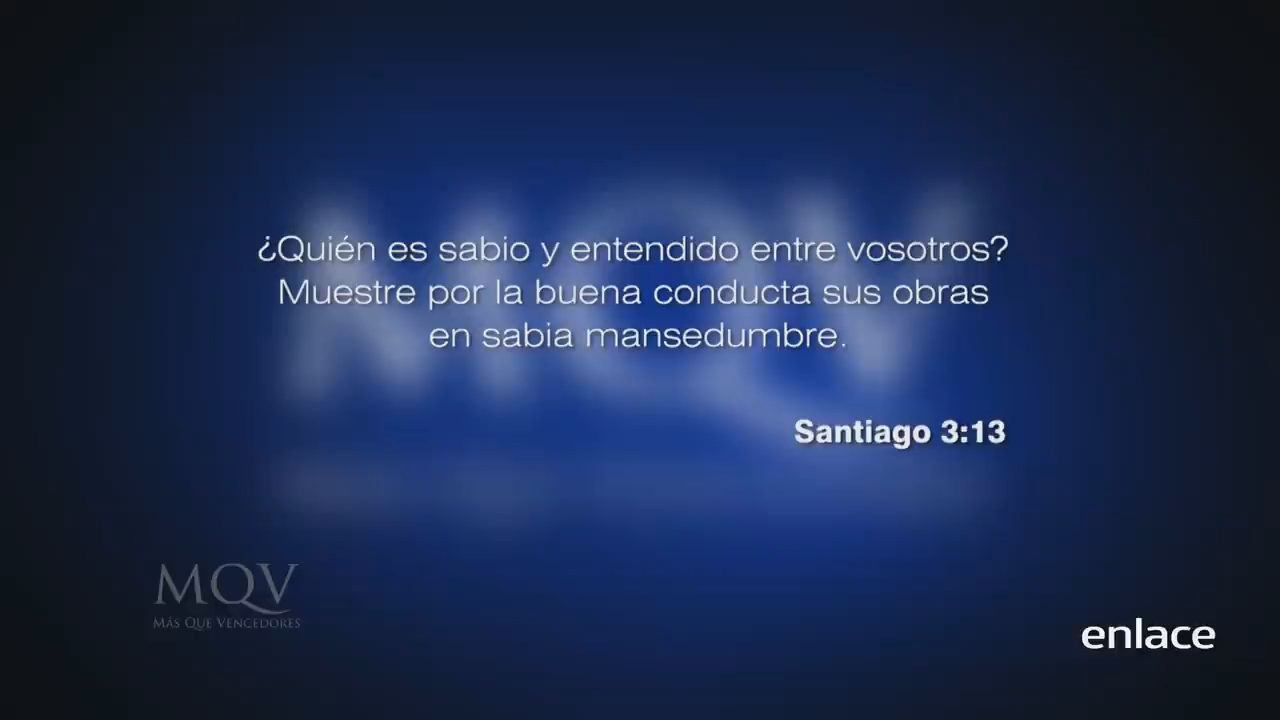 ¿Quién es sabio y entendido entre vosotros?
Muestre por la buena conducta sus obras
en sabia mansedumbre.
Santiago 3:13
MQV
MÁS QUE VENCEDORES
enlace